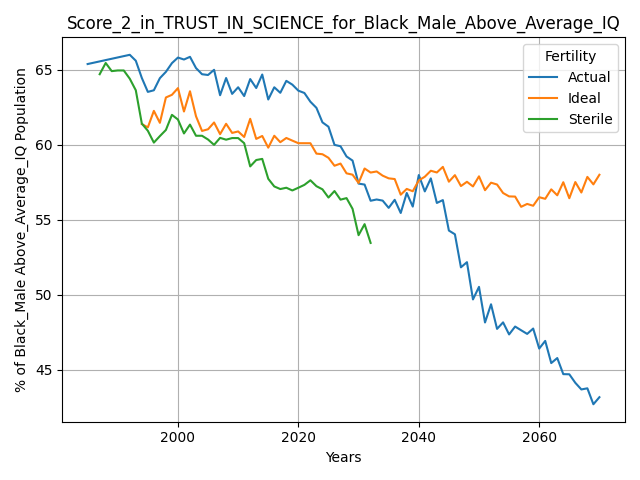 Score_2_in_TRUST_IN_SCIENCE_for_Black_Male_Above_Average_IQ
Fertility
Actual
Ideal
Sterile
% of Black_Male Above_Average_IQ Population
65
60
55
50
45
2000
2020
2040
2060
Years